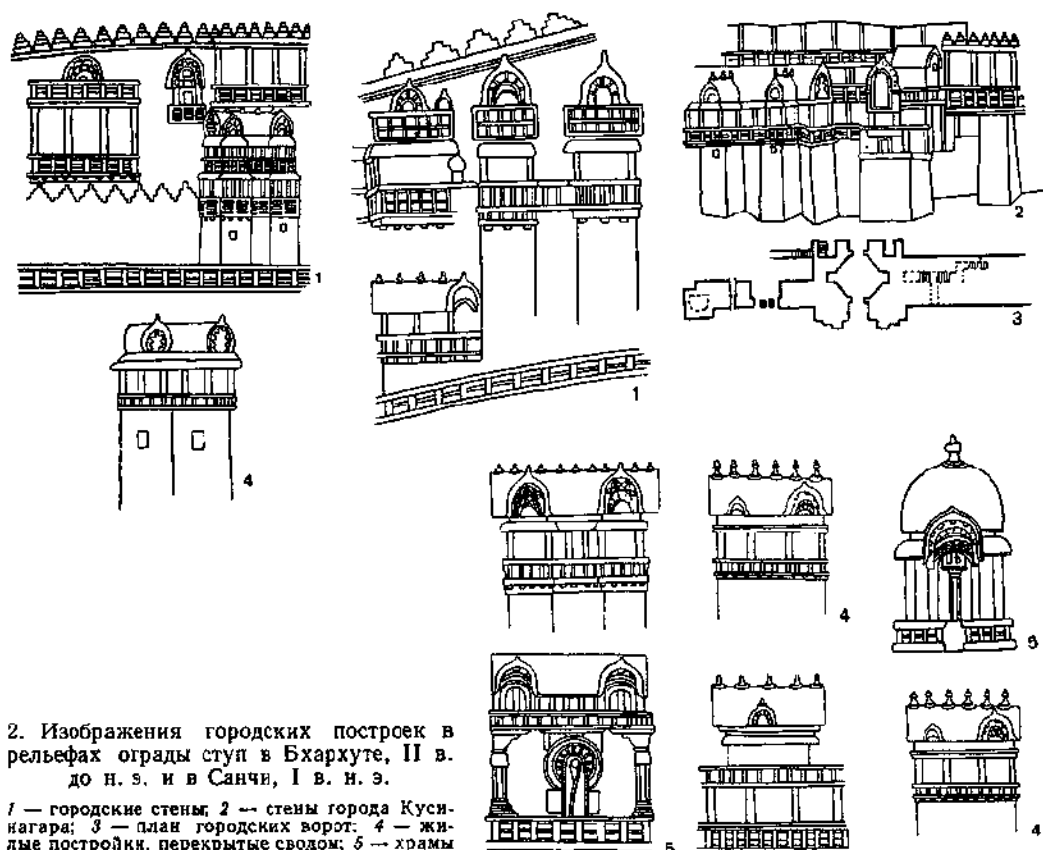 1
1
2
3
4
4
5
5
4
2. Изображения городских построек в
рельефах ограды ступ в Бхархуте, II в.
до н. э. и в Санчи, I в. н. э.
1 — городские стены; 2 — стены города Куси-
нагара; 3 — план городских ворот; 4 — жи-
лые постройки, перекрытые сводом; 5 — храмы